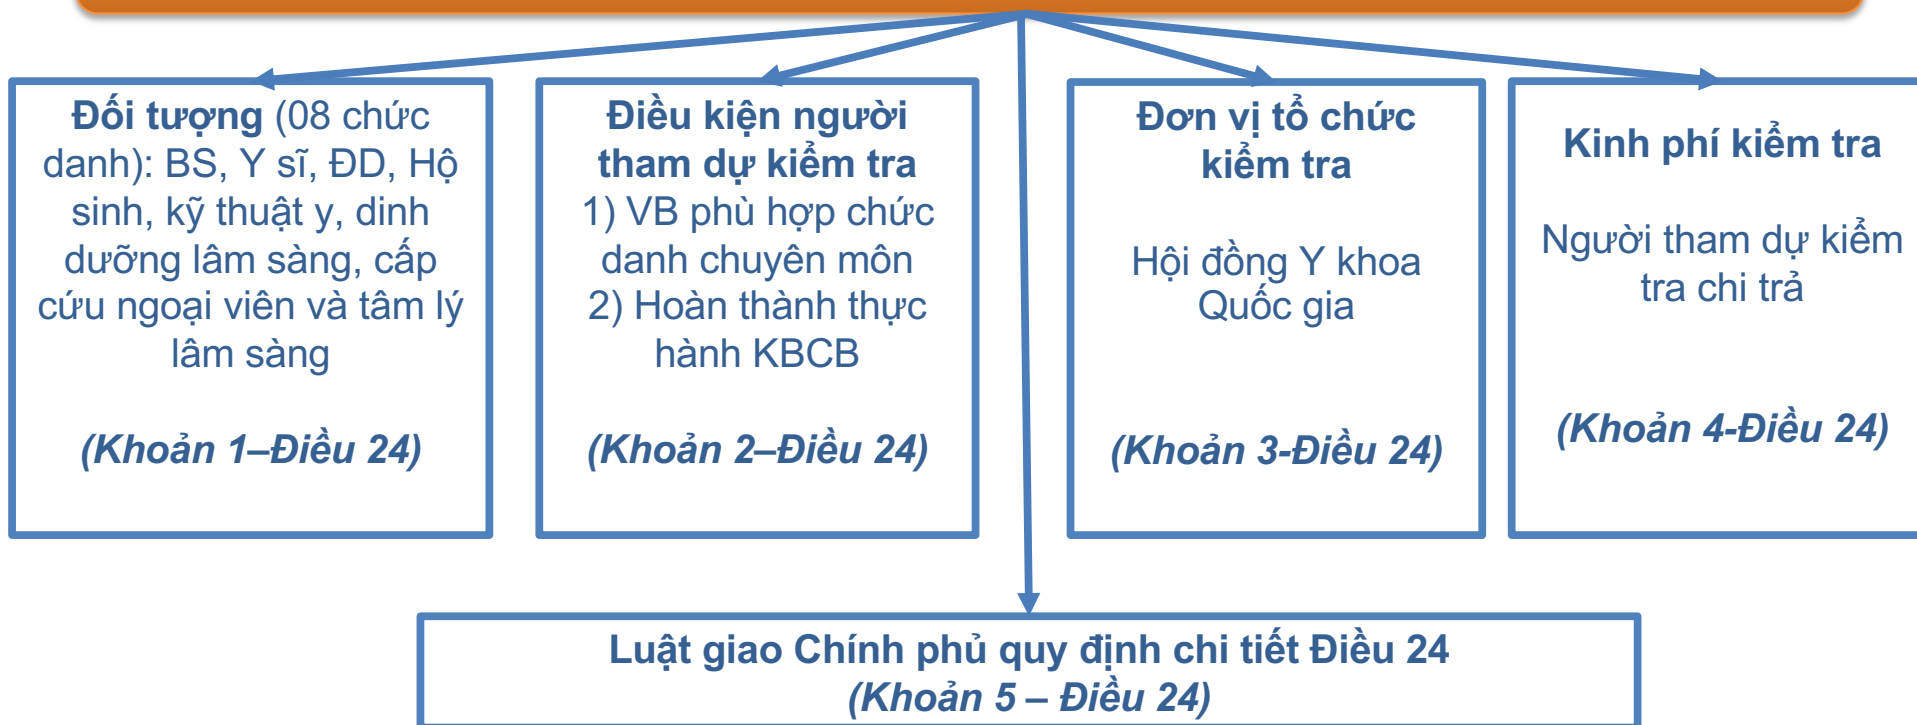 Đối tượng (08 chức
danh): BS, Y sĩ, ĐD, Hộ
sinh, kỹ thuật y, dinh
dưỡng lâm sàng, cấp
cứu ngoại viên và tâm lý
lâm sàng
(Khoản 1–Điều 24)
Điều kiện người
tham dự kiểm tra
1) VB phù hợp chức
danh chuyên môn
2) Hoàn thành thực
hành KBCB
(Khoản 2–Điều 24)
Đơn vị tổ chức
kiểm tra
Hội đồng Y khoa
Quốc gia
(Khoản 3-Điều 24)
Kinh phí kiểm tra
Người tham dự kiểm
tra chi trả
(Khoản 4-Điều 24)
Luật giao Chính phủ quy định chi tiết Điều 24
(Khoản 5 – Điều 24)